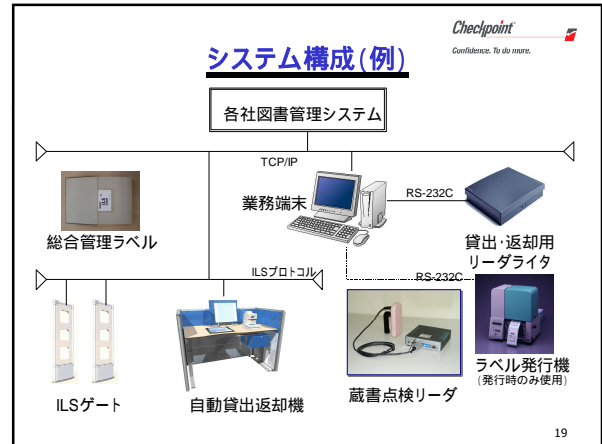 Checkpoint
Confidence. To do more.
システム構成(例)
各社図書管理システム
TCP/IP
業務端末
RS-232C
総合管理ラベル
貸出・返却用
リーダライタ
ILSプロトコル
RS-232C
ILSゲート
自動貸出返却機
蔵書点検リーダ
ラベル発行機
(発行時のみ使用)
19